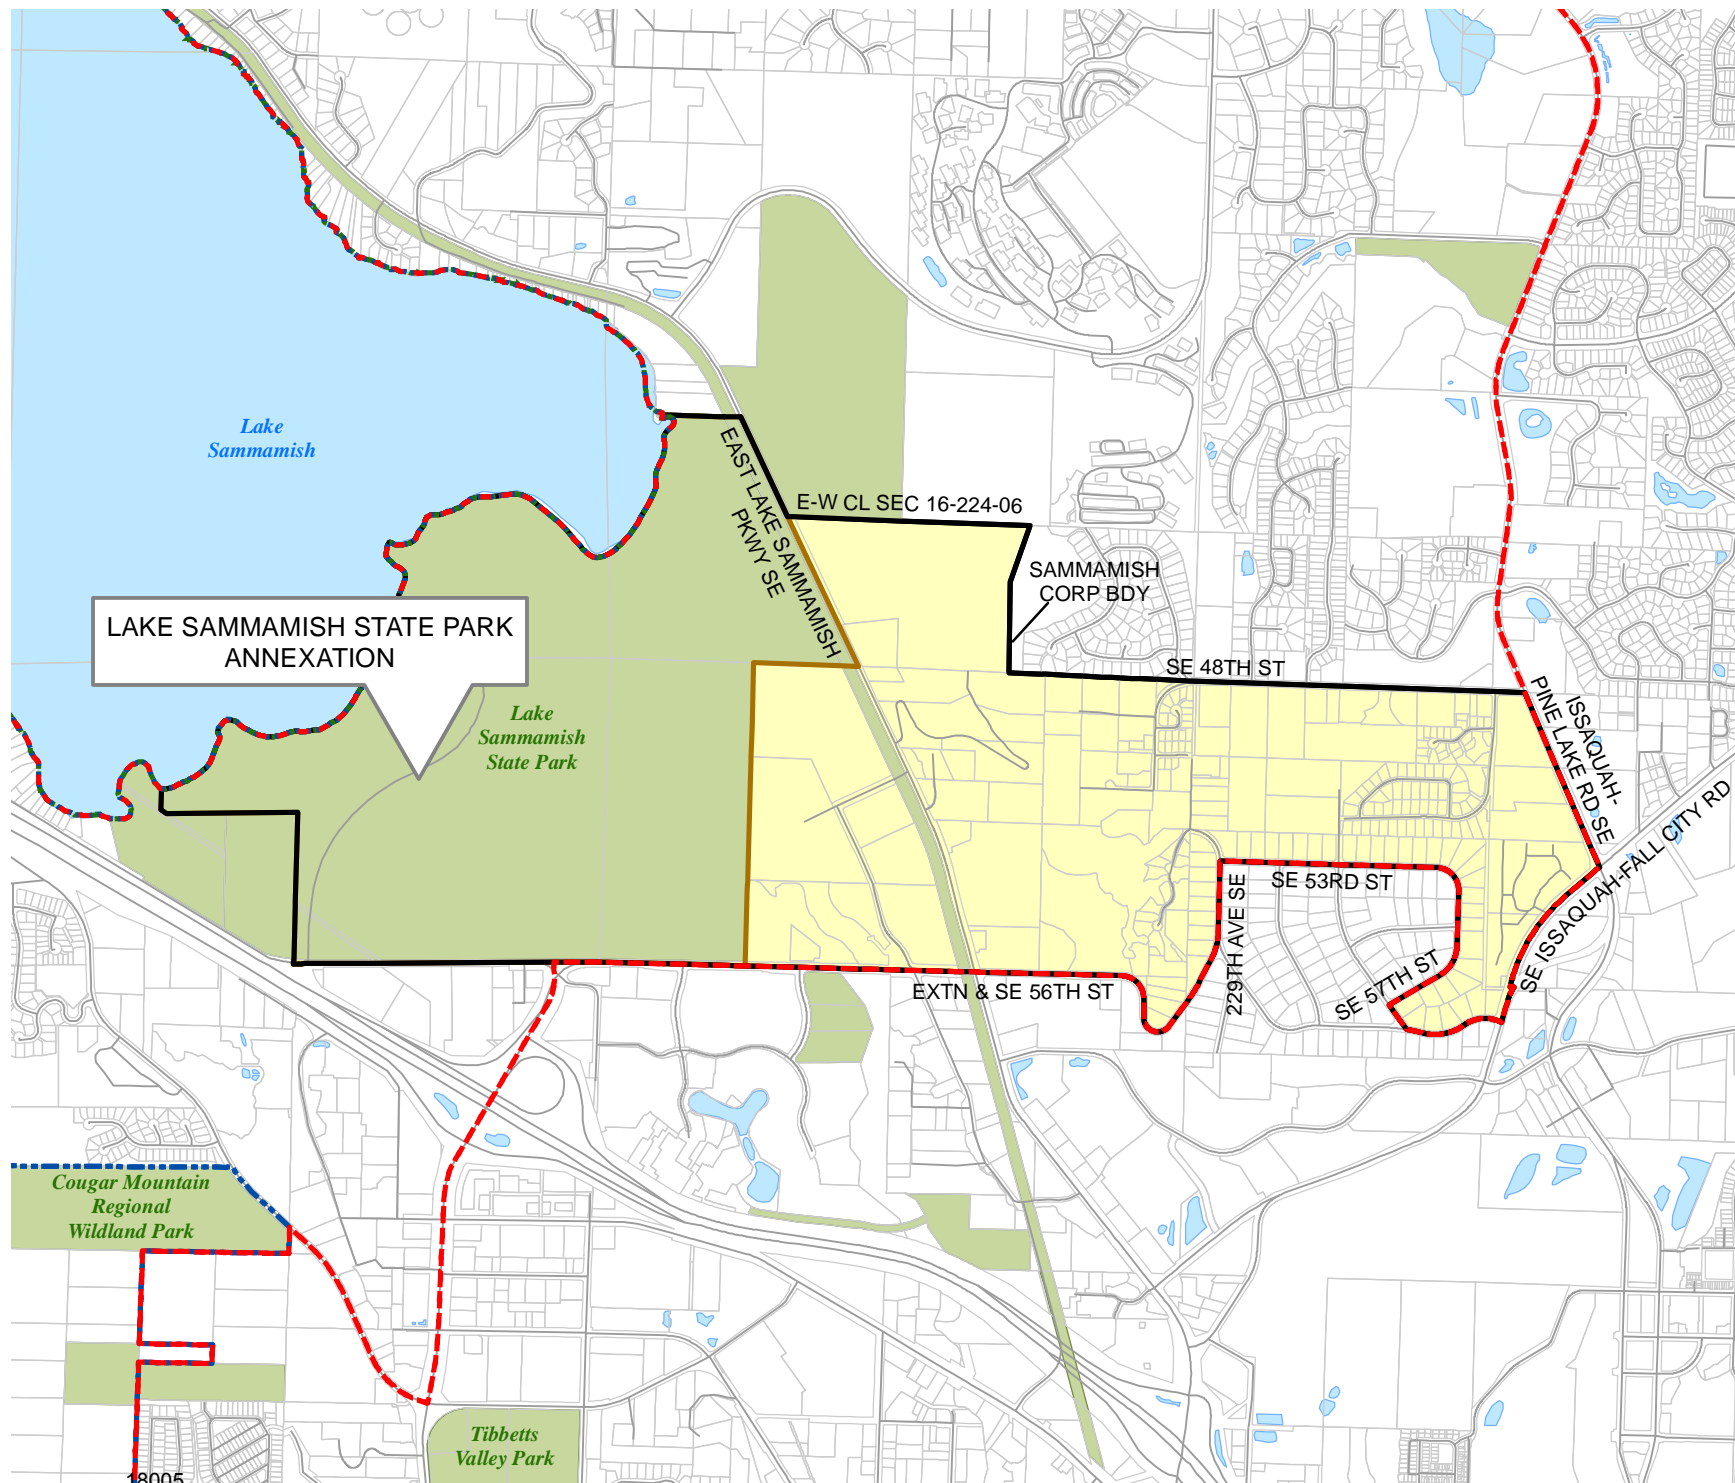 Lake
Sammamish
EAST LAKE SAMMAMISH
PKWY SE
E-W CL SEC 16-224-06
SAMMAMISH
CORP BDY
LAKE SAMMAMISH STATE PARK
ANNEXATION
SE 48TH ST
Lake
Sammamish
State Park
ISSAQUAH-
PINE LAKE RD SE
SE ISSAQUAH-FALL CITY RD
SE 53RD ST
229TH AVE SE
SE 57TH ST
EXTN & SE 56TH ST
Cougar Mountain
Regional
Wildland Park
Tibbetts
Valley Park
18005